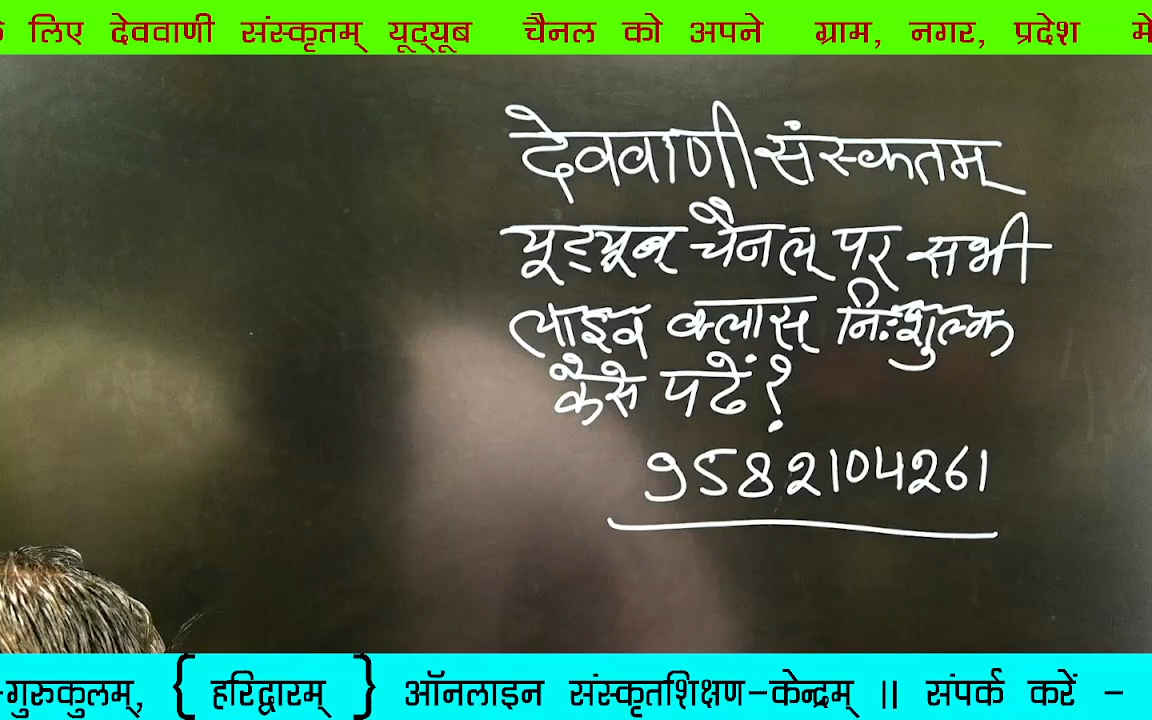 लिए देववाणी संस्कृतम् यूट्यूब चैनल को अपने ग्राम, नगर, प्रदेश मे
देववाणी संस्कतम्
यूट्यूब् चैनल् पर् सभी
लाइव क्लास् निःशुल्क
कैसे पढें?
9582104261
-गुरुकुलम्, { हरिद्वारम् } ऑनलाइन संस्कृतशिक्षण-केन्द्रम् || संपर्क करें -